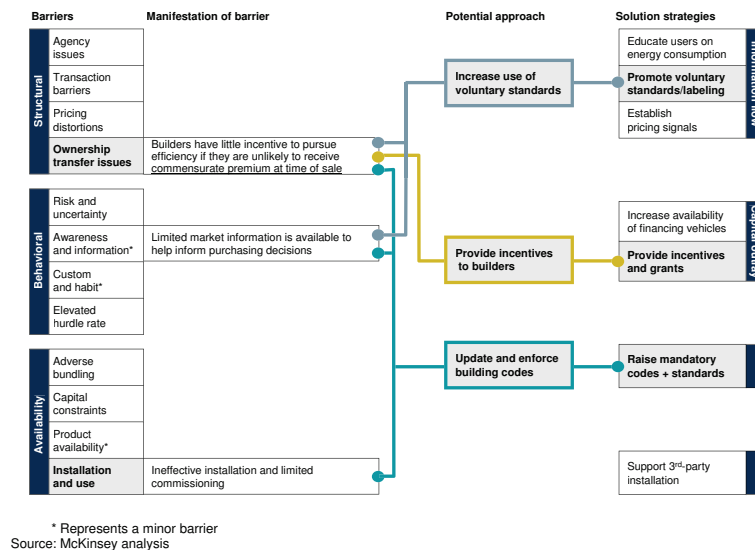 Barriers
Manifestation of barrier
Potential approach
Solution strategies
Structural
Agency
issues
Transaction
barriers
Pricing
distortions
Ownership
transfer issues
Builders have little incentive to pursue
efficiency if they are unlikely to receive
commensurate premium at time of sale
Behavioral
Risk and
uncertainty
Awareness
and information*
Limited market information is available to
help inform purchasing decisions
Custom
and habit*
Elevated
hurdle rate
Availability
Adverse
bundling
Capital
constraints
Product
availability*
Installation
and use
Ineffective installation and limited
commissioning
Increase use of
voluntary standards
Provide incentives
to builders
Update and enforce
building codes
Educate users on
energy consumption
Promote voluntary
standards/labeling
Establish
pricing signals
Increase availability
of financing vehicles
Provide incentives
and grants
Raise mandatory
codes + standards
Support 3rd-party
installation
* Represents a minor barrier
Source: McKinsey analysis